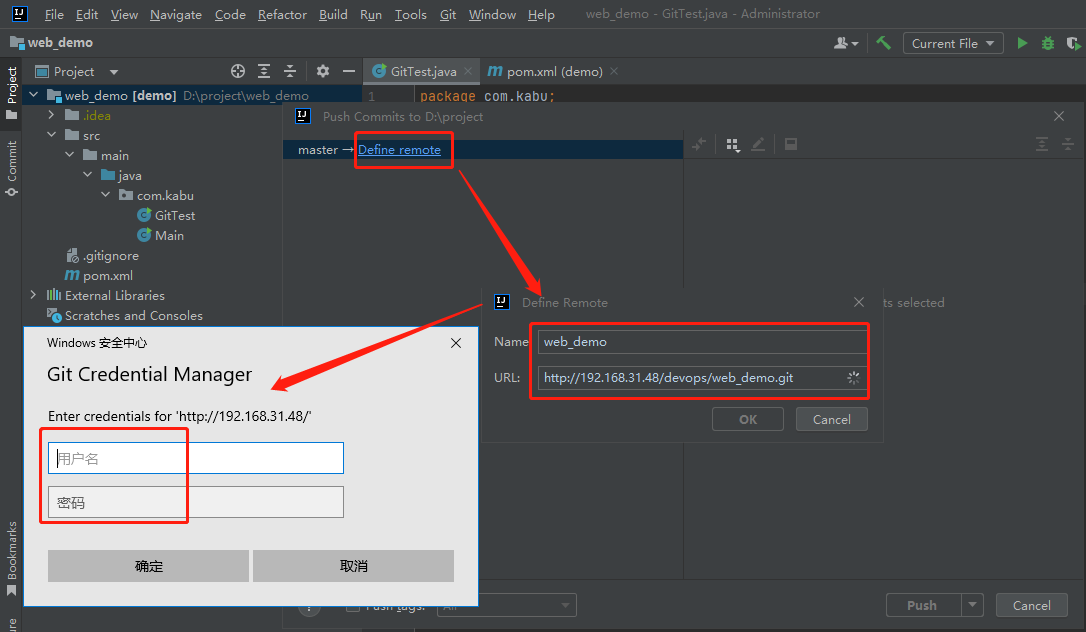 File Edit View Navigate Code Refactor Build Run Tools Git Window Help web_demo - GitTest.java - Administrator
web_demo
Current File
Project
Project
GitTest.java
pom.xml (demo)
web_demo [demo] D:\project\web_demo
1 package com.kabu;
.idea
src
main
java
com.kabu
GitTest
Main
.gitignore
pom.xml
External Libraries
Scratches and Consoles
Commit
Bookmarks
Push Commits to D:\project
master → Define remote
ts selected
Define Remote
Name
web_demo
URL:
http://192.168.31.48/devops/web_demo.git
OK
Cancel
Windows 安全中心
Git Credential Manager
Enter credentials for 'http://192.168.31.48/'
用户名
密码
确定
取消
Push tags:
All
Push
Cancel